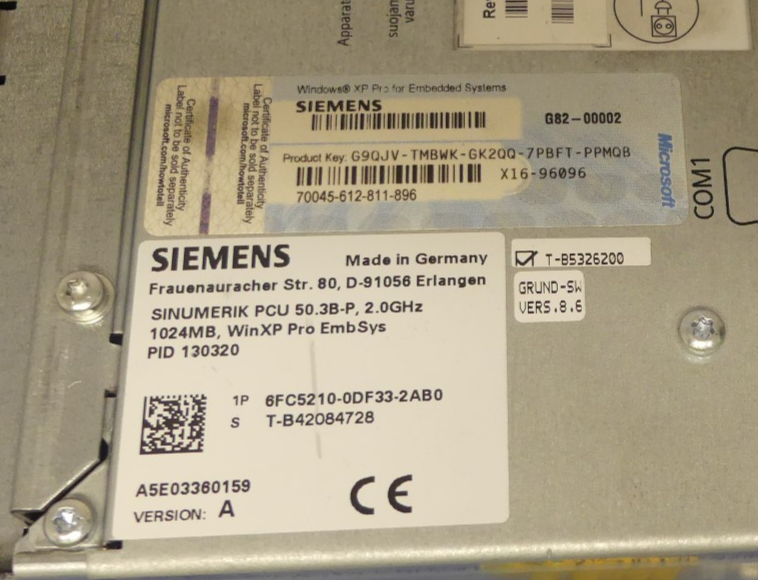 Apparat
suojan
varu
Re
Windows® XP Pro for Embedded Systems
SIEMENS
G82-00002
Product Key: G9QJV-TMBWK-GK2QQ-7PBFT-PPMQB
X16-96096
70045-612-811-896
Certificate of Authenticity
Label not to be sold separately
microsoft.com/howtotell
Certificate of Authenticity
Label not to be sold separately
microsoft.com/howtotell
Microsoft
COM1
SIEMENS
Made in Germany
Frauenauracher Str. 80, D-91056 Erlangen
SINUMERIK PCU 50.3B-P, 2.0GHz
1024MB, WinXP Pro EmbSys
PID 130320
1P 6FC5210-0DF33-2AB0
S T-B42084728
A5E03360159
VERSION: A
CE
T-B5326200
GRUND-SW
VERS.8.6